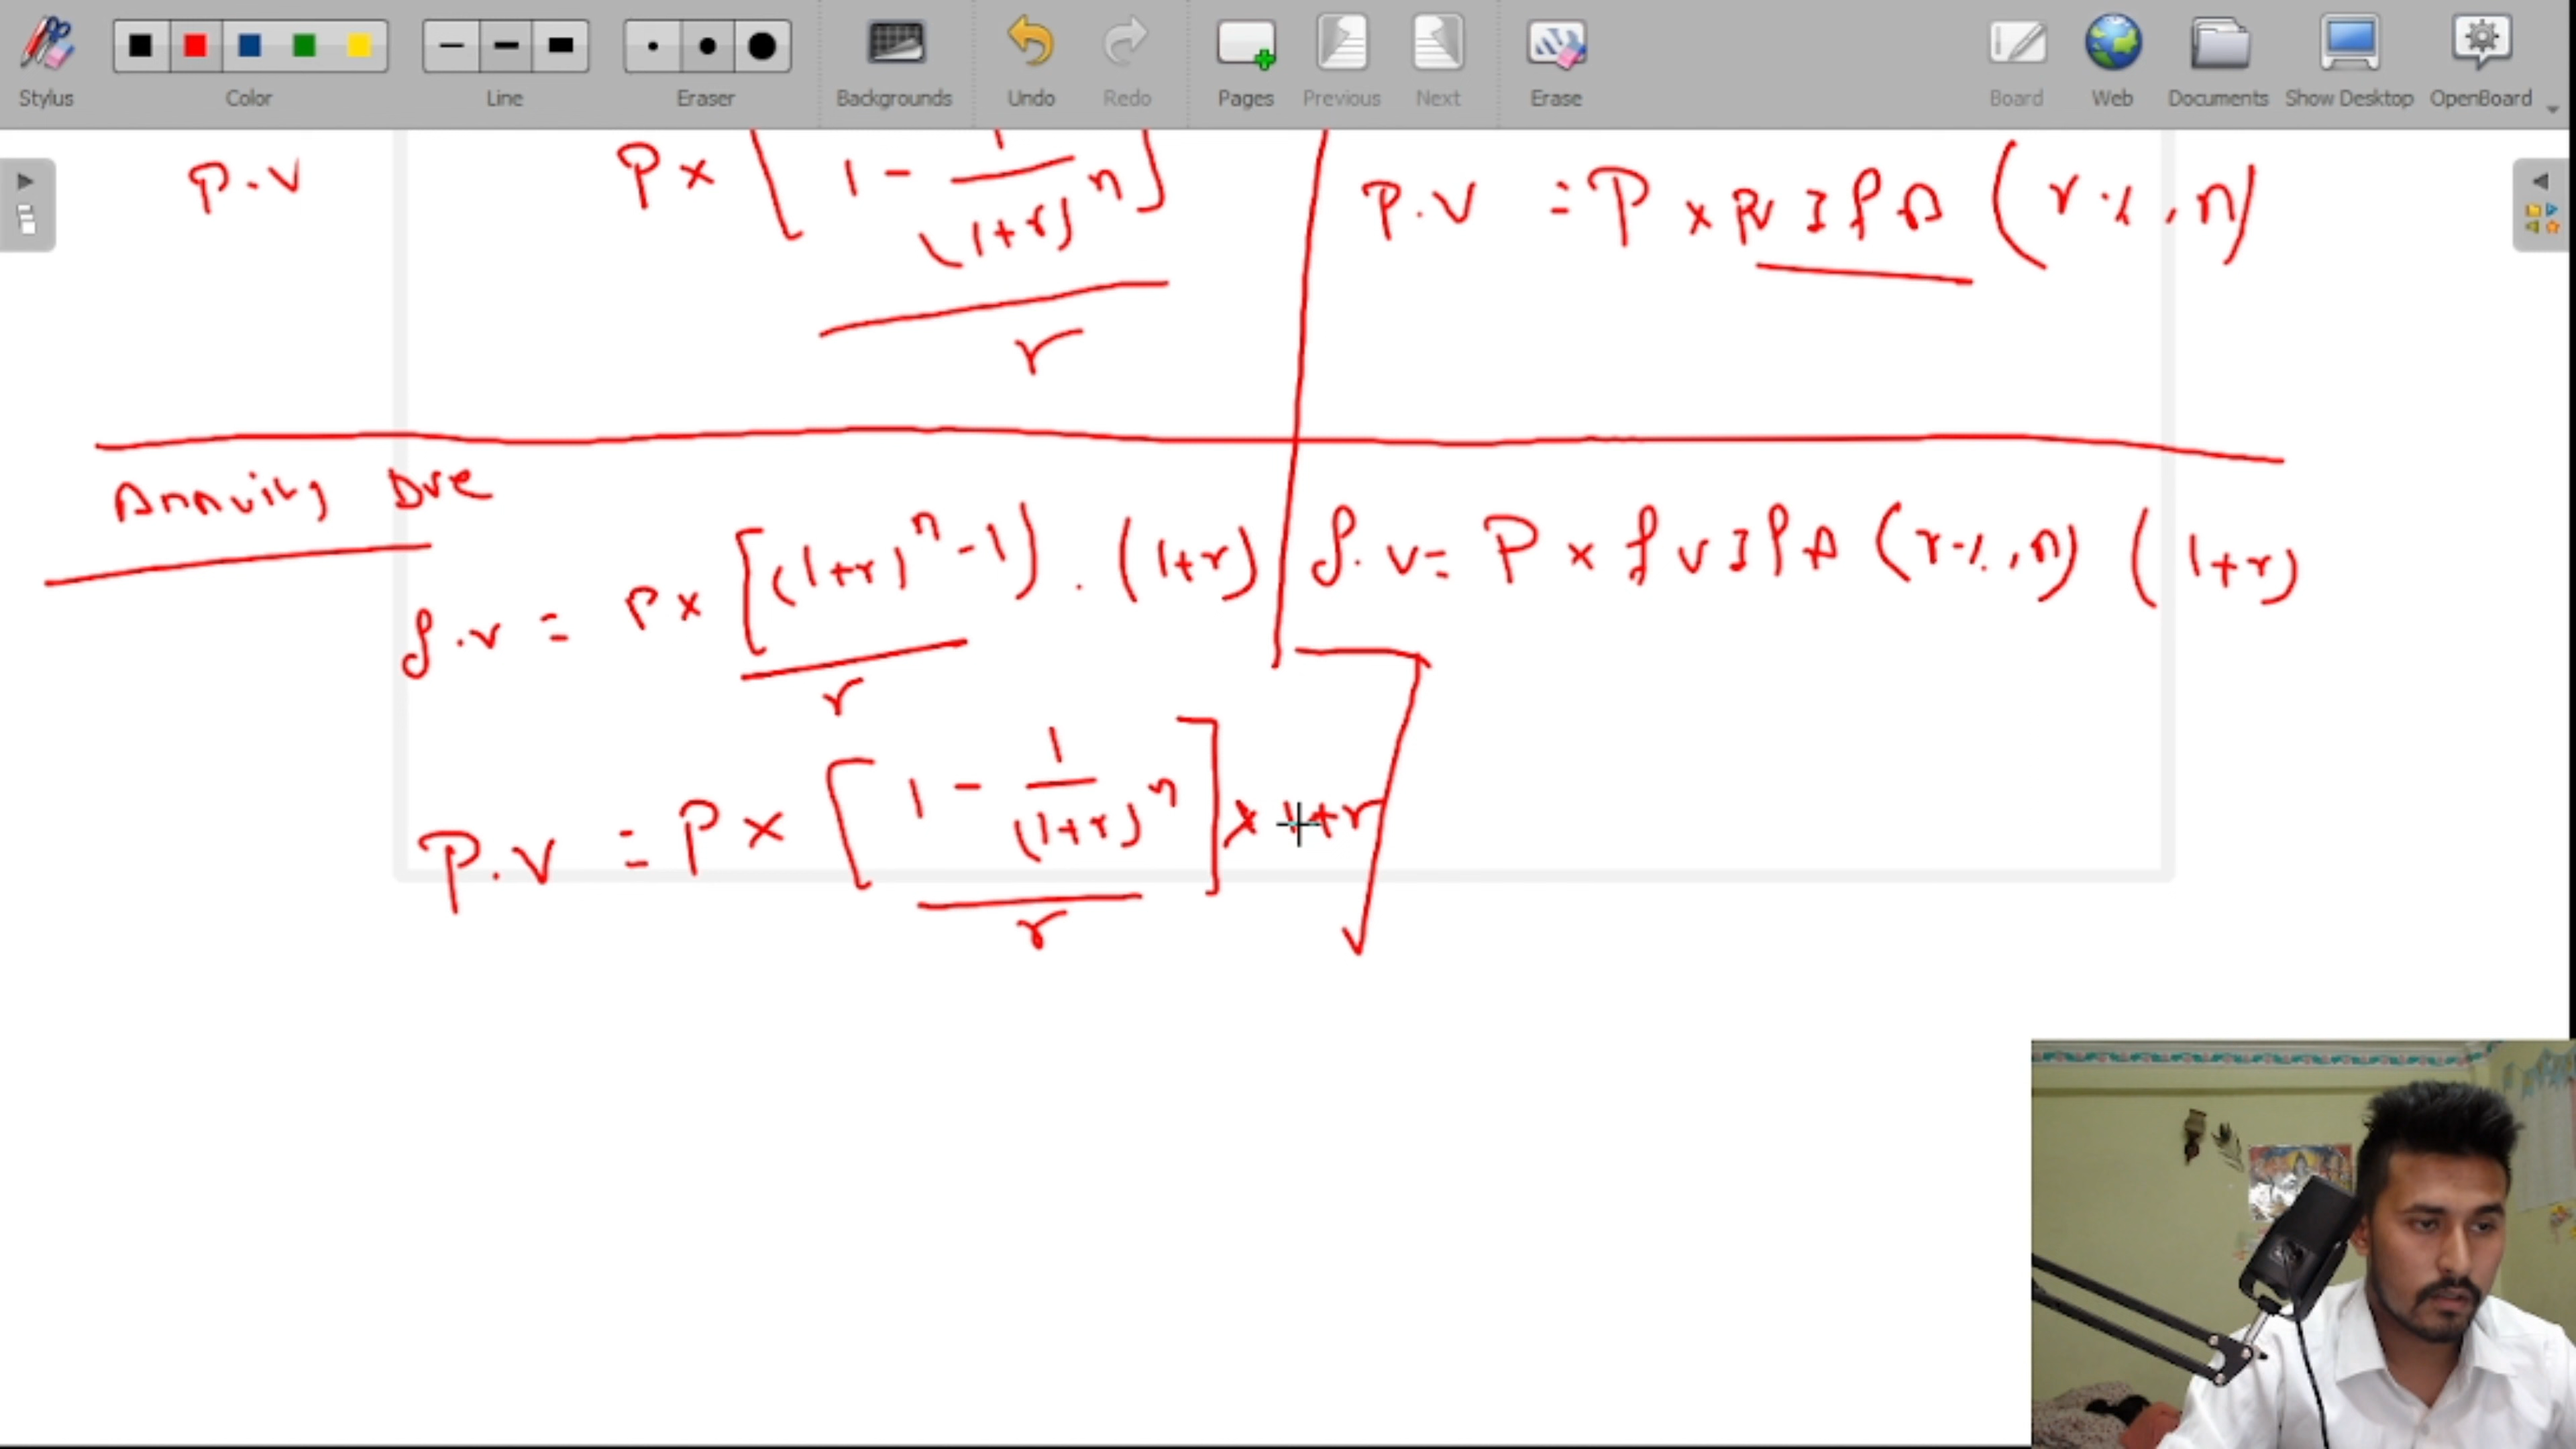 Stylus Color Line Eraser Backgrounds Undo Redo Pages Previous Next Erase Board Web Documents Show Desktop OpenBoard
P.V P x [1 - 1/(1+r)^n] / r
P.V = P x PVIFA (r%, n)
Annuity Due
F.V = P x [(1+r)^n - 1] / r . (1+r)
F.V = P x FVIFA (r%, n) (1+r)
P.V = P x [1 - 1/(1+r)^n] / r x 1+r